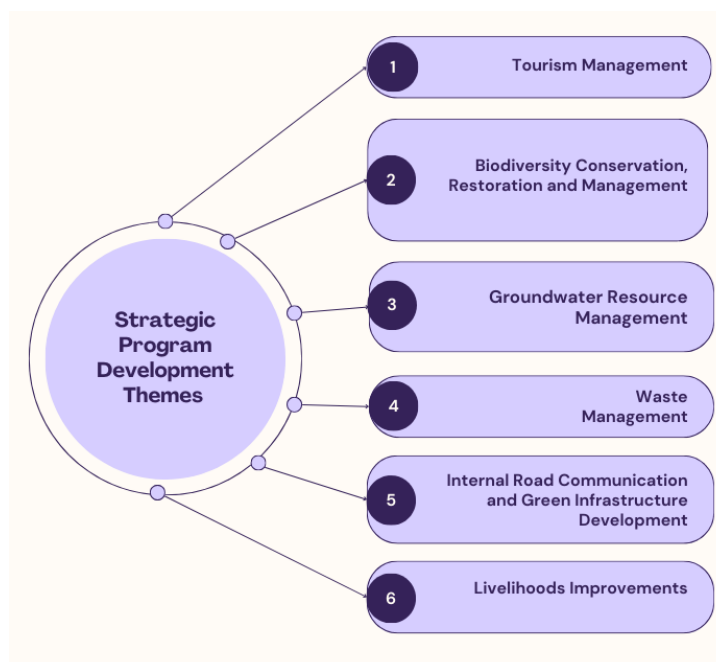 Strategic
Program
Development
Themes
1
Tourism Management
2
Biodiversity Conservation,
Restoration and Management
3
Groundwater Resource
Management
4
Waste
Management
5
Internal Road Communication
and Green Infrastructure
Development
6
Livelihoods Improvements